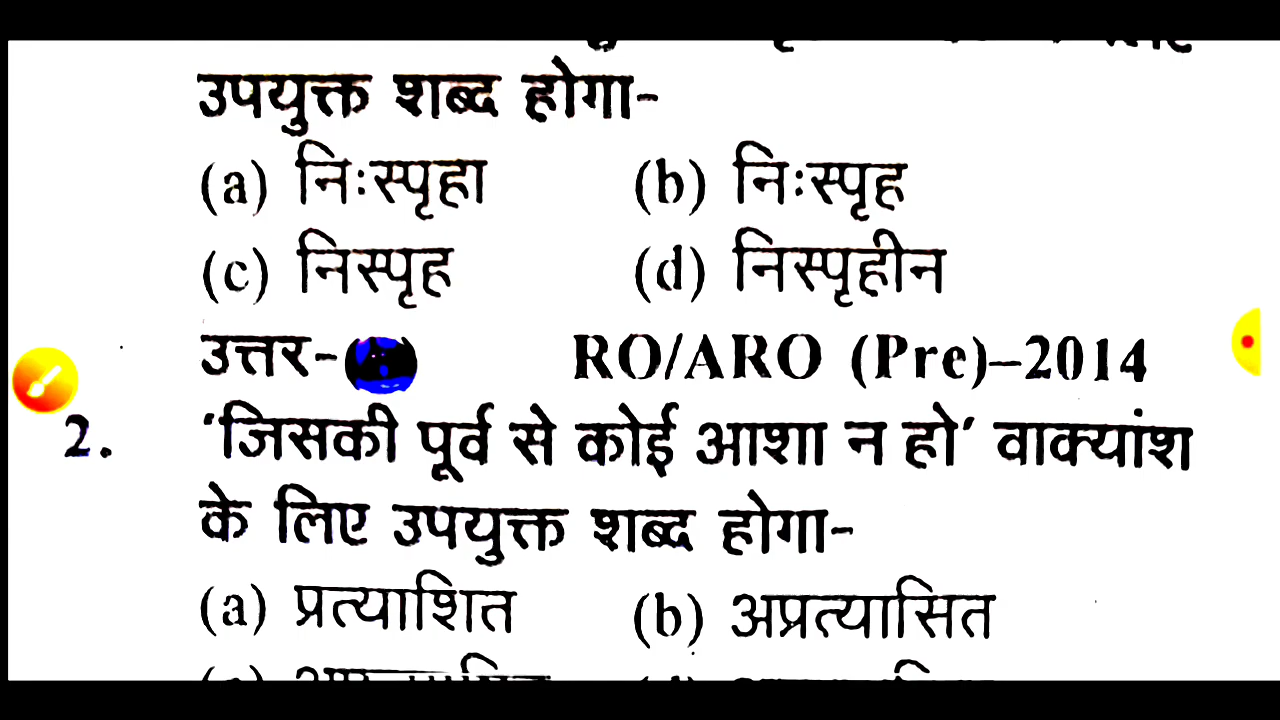 उपयुक्त शब्द होगा-
(a) निःस्पृहा (b) निःस्पृह
(c) निस्पृह (d) निस्पृहीन
उत्तर- RO/ARO (Pre)–2014
2. ‘जिसकी पूर्व से कोई आशा न हो’ वाक्यांश
के लिए उपयुक्त शब्द होगा-
(a) प्रत्याशित (b) अप्रत्यासित